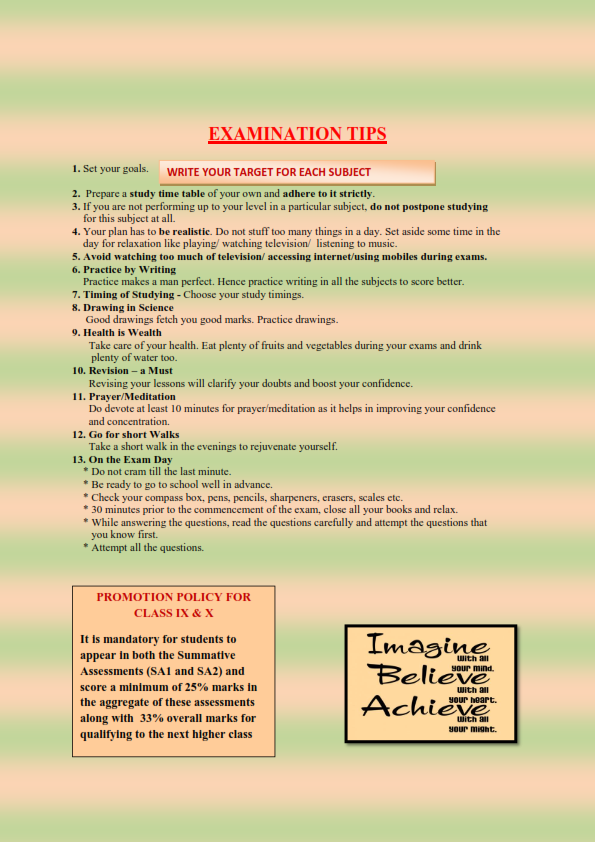 EXAMINATION TIPS
1. Set your goals.
WRITE YOUR TARGET FOR EACH SUBJECT
2. Prepare a study time table of your own and adhere to it strictly.
3. If you are not performing up to your level in a particular subject, do not postpone studying
for this subject at all.
4. Your plan has to be realistic. Do not stuff too many things in a day. Set aside some time in the
day for relaxation like playing/ watching television/ listening to music.
5. Avoid watching too much of television/ accessing internet/using mobiles during exams.
6. Practice by Writing
Practice makes a man perfect. Hence practice writing in all the subjects to score better.
7. Timing of Studying - Choose your study timings.
8. Drawing in Science
Good drawings fetch you good marks. Practice drawings.
9. Health is Wealth
Take care of your health. Eat plenty of fruits and vegetables during your exams and drink
plenty of water too.
10. Revision – a Must
Revising your lessons will clarify your doubts and boost your confidence.
11. Prayer/Meditation
Do devote at least 10 minutes for prayer/meditation as it helps in improving your confidence
and concentration.
12. Go for short Walks
Take a short walk in the evenings to rejuvenate yourself.
13. On the Exam Day
* Do not cram till the last minute.
* Be ready to go to school well in advance.
* Check your compass box, pens, pencils, sharpeners, erasers, scales etc.
* 30 minutes prior to the commencement of the exam, close all your books and relax.
* While answering the questions, read the questions carefully and attempt the questions that
you know first.
* Attempt all the questions.
PROMOTION POLICY FOR
CLASS IX & X
It is mandatory for students to
appear in both the Summative
Assessments (SA1 and SA2) and
score a minimum of 25% marks in
the aggregate of these assessments
along with 33% overall marks for
qualifying to the next higher class
Imagine
with all
your mind.
Believe
with all
your heart.
Achieve
with all
your might.